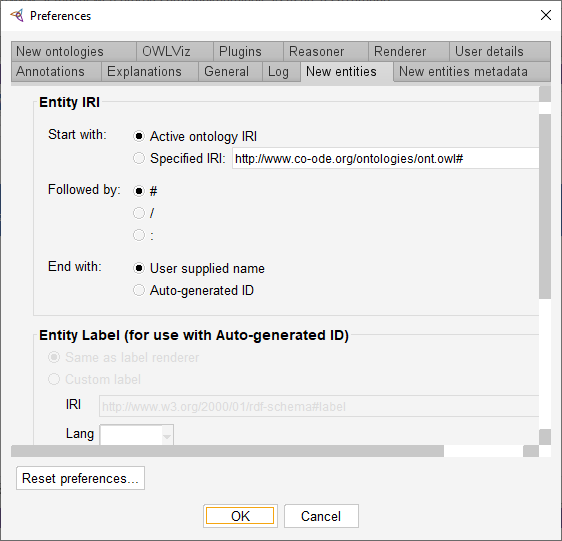 Preferences
New ontologies OWLViz Plugins Reasoner Renderer User details
Annotations Explanations General Log New entities New entities metadata
Entity IRI
Start with: Active ontology IRI
Specified IRI: http://www.co-ode.org/ontologies/ont.owl#
Followed by: #
/
:
End with: User supplied name
Auto-generated ID
Entity Label (for use with Auto-generated ID)
Same as label renderer
Custom label
IRI http://www.w3.org/2000/01/rdf-schema#label
Lang
Reset preferences...
OK Cancel